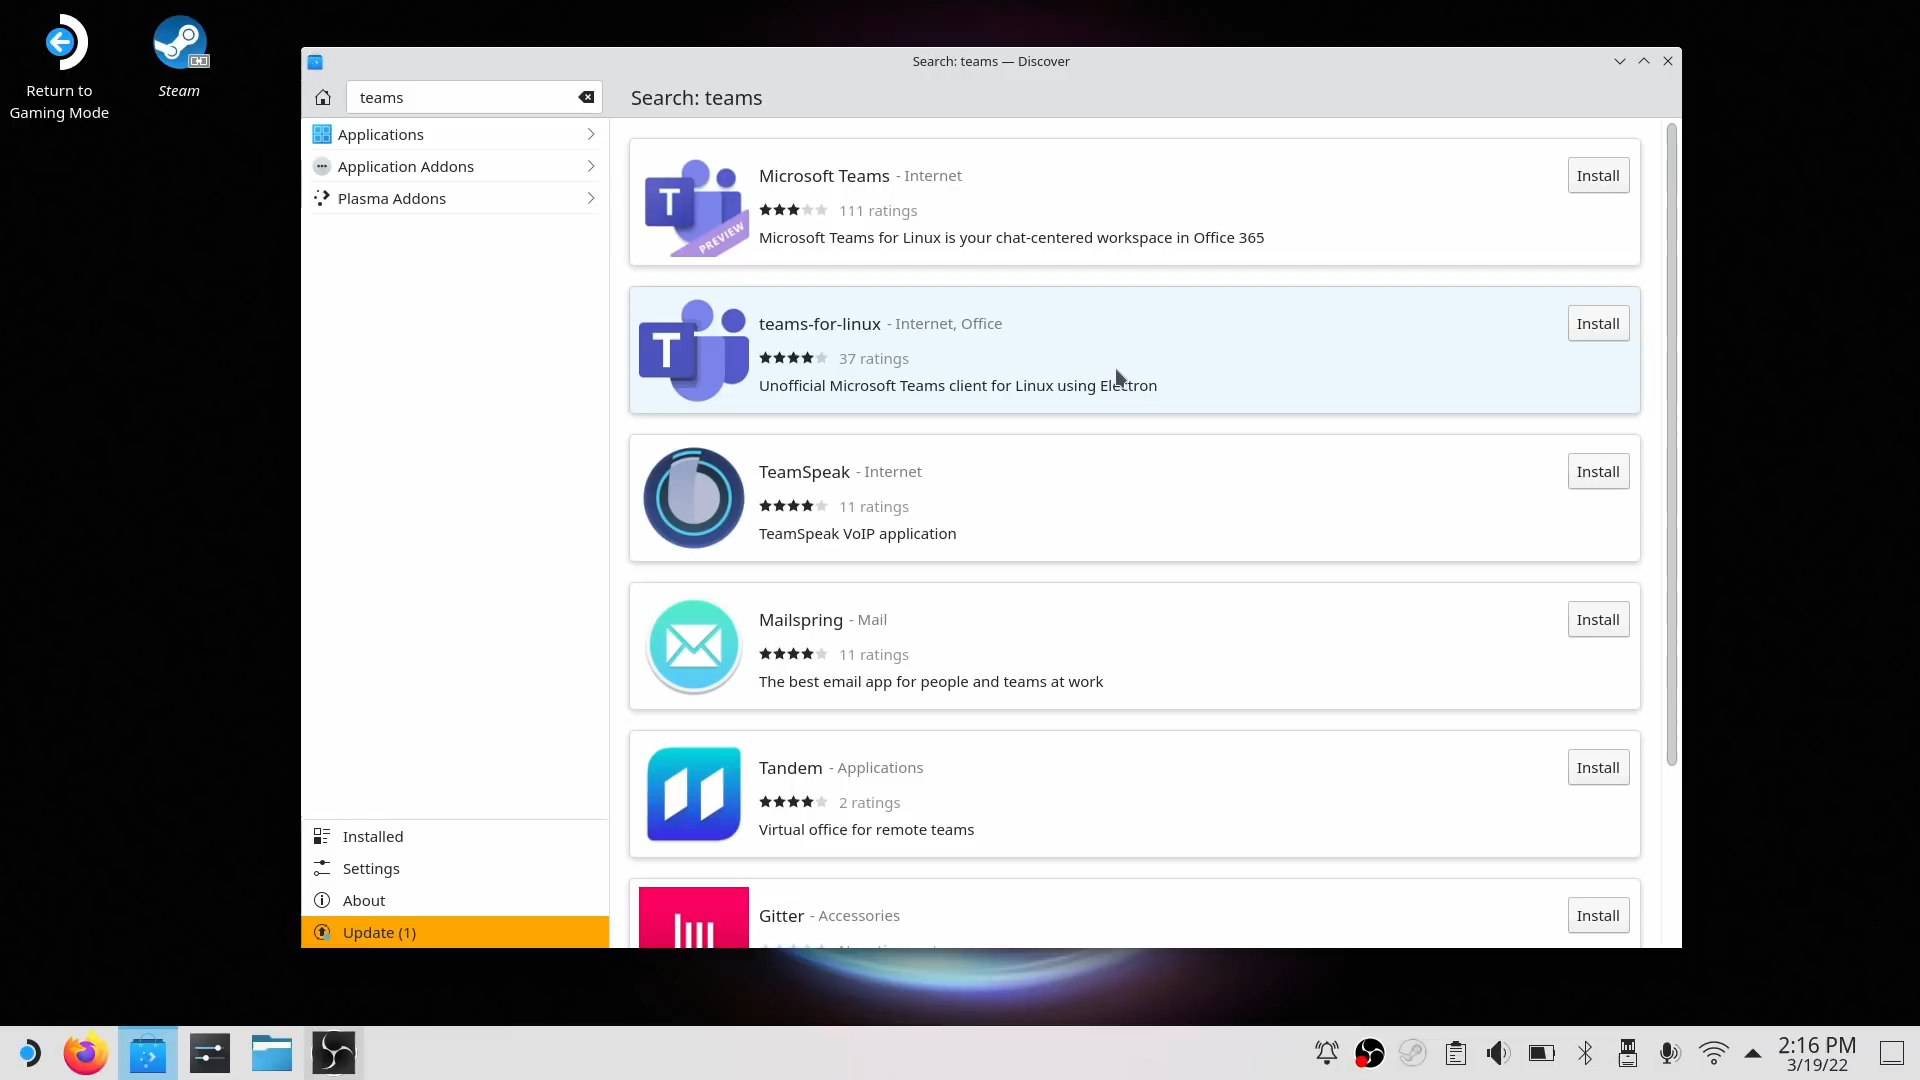 Return to
Gaming Mode
Steam
Search: teams — Discover
teams
Search: teams
Applications
Application Addons
Plasma Addons
Installed
Settings
About
Update (1)
T
PREVIEW
Microsoft Teams - Internet
Install
111 ratings
Microsoft Teams for Linux is your chat-centered workspace in Office 365
T
teams-for-linux - Internet, Office
Install
37 ratings
Unofficial Microsoft Teams client for Linux using Electron
TeamSpeak - Internet
Install
11 ratings
TeamSpeak VoIP application
Mailspring - Mail
Install
11 ratings
The best email app for people and teams at work
Tandem - Applications
Install
2 ratings
Virtual office for remote teams
Gitter - Accessories
Install
2:16 PM
3/19/22